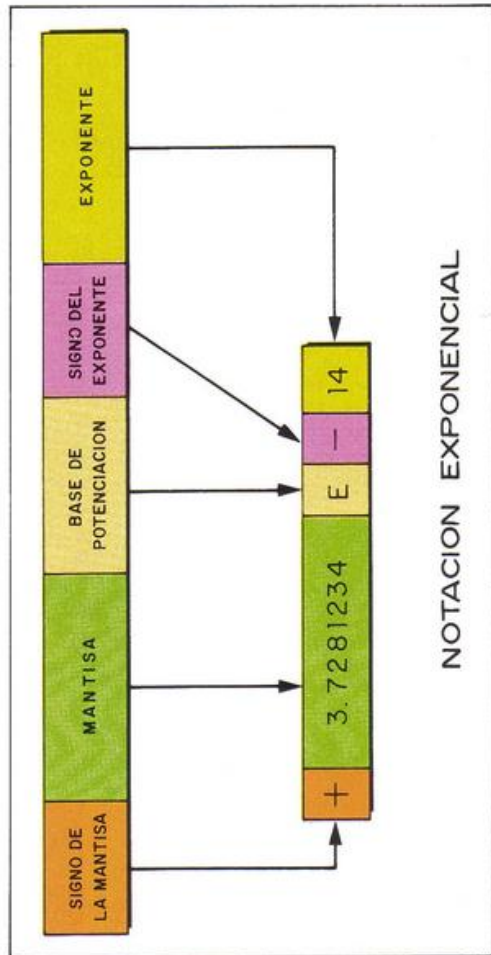 SIGNO DE
LA MANTISA
MANTISA
BASE DE
POTENCIACION
SIGNO DEL
EXPONENTE
EXPONENTE
+ 3.7281234 E - 14
NOTACION EXPONENCIAL